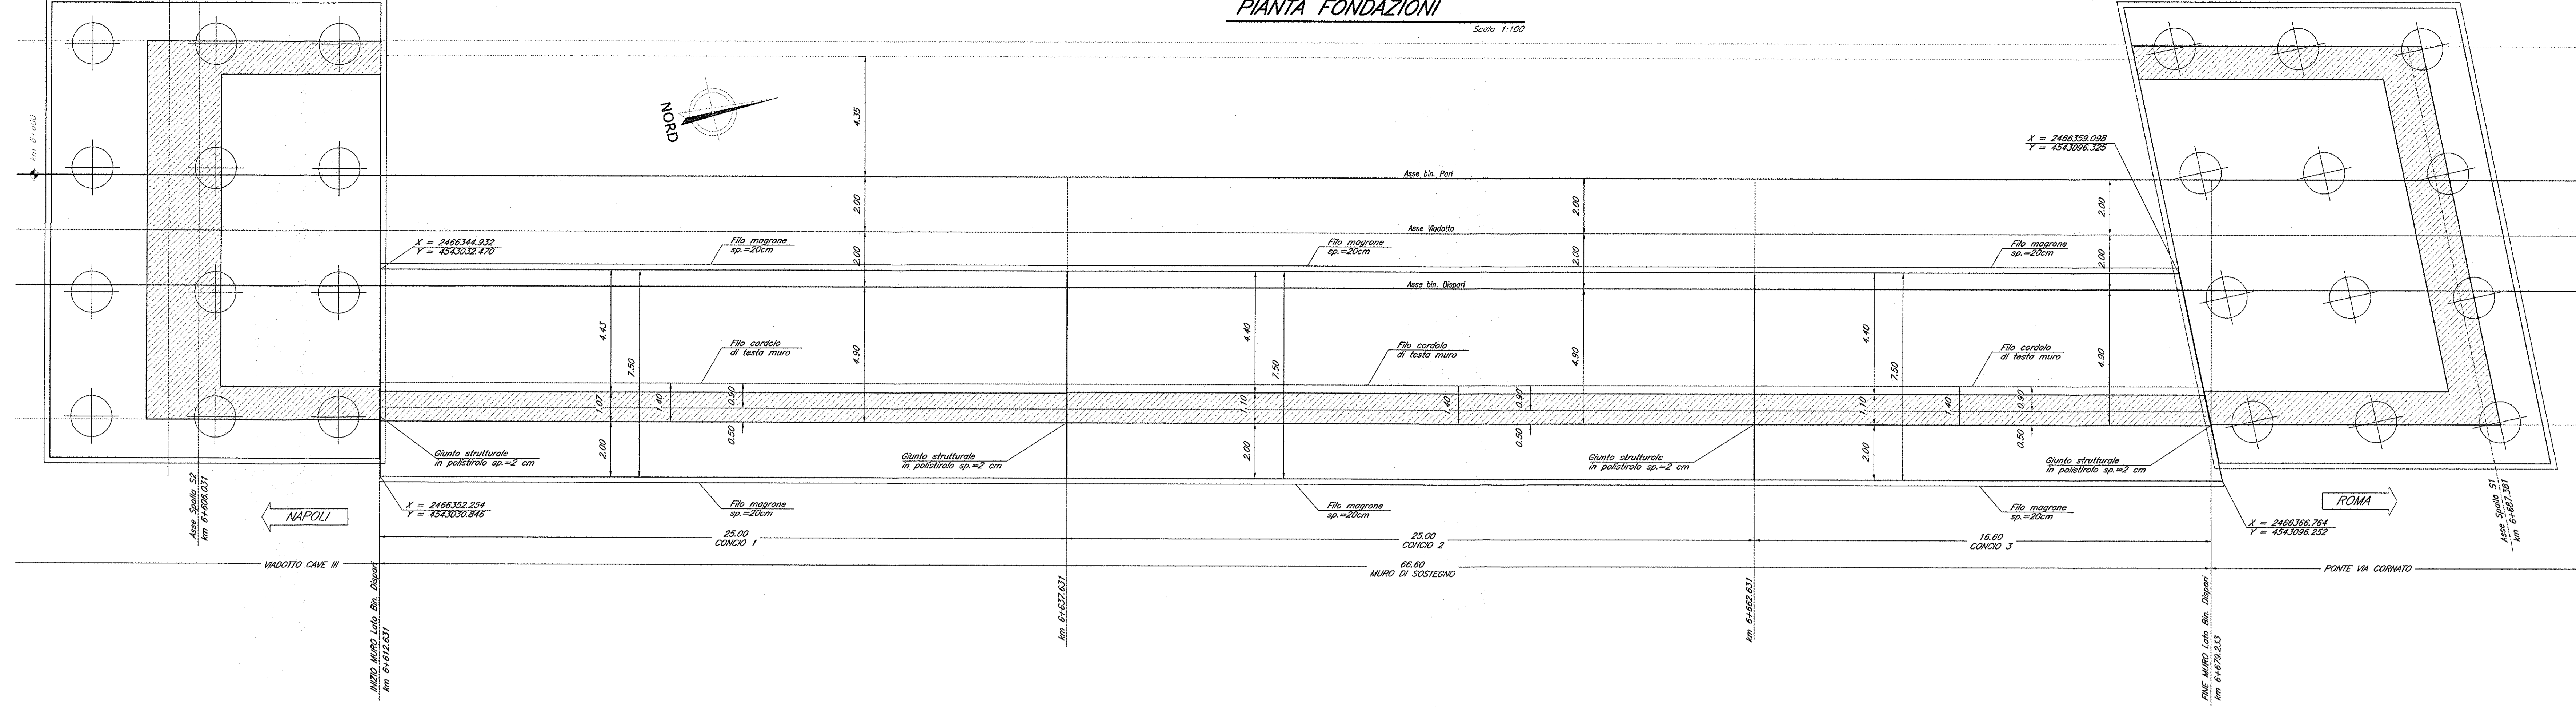 PIANTA FONDAZIONI
Scala 1:100
km 6+600
NORD
4.35
X = 2466359.098
Y = 4543096.325
Asse bin. Pari
2.00
2.00
2.00
Asse Viadotto
X = 2466344.932
Y = 4543032.470
Filo magrone
sp.=20cm
Filo magrone
sp.=20cm
Filo magrone
sp.=20cm
2.00
2.00
2.00
Asse bin. Dispari
4.43
7.50
Filo cordolo
di testa muro
4.90
4.40
7.50
Filo cordolo
di testa muro
4.90
4.40
7.50
Filo cordolo
di testa muro
4.90
1.07
1.40
0.90
1.10
1.40
0.90
1.10
1.40
0.90
2.00
0.50
2.00
0.50
2.00
0.50
Giunto strutturale
in polistirolo sp.=2 cm
Giunto strutturale
in polistirolo sp.=2 cm
Giunto strutturale
in polistirolo sp.=2 cm
Giunto strutturale
in polistirolo sp.=2 cm
Asse Spalla S2
km 6+606.031
NAPOLI
X = 2466352.254
Y = 4543030.846
Filo magrone
sp.=20cm
Filo magrone
sp.=20cm
Filo magrone
sp.=20cm
ROMA
Asse Spalla S1
km 6+687.381
X = 2466366.764
Y = 4543096.252
25.00
CONCIO 1
25.00
CONCIO 2
16.60
CONCIO 3
VIADOTTO CAVE III
66.60
MURO DI SOSTEGNO
PONTE VIA CORNATO
INIZIO MURO Lato Bin. Dispari
km 6+612.631
km 6+637.631
km 6+662.631
FINE MURO Lato Bin. Dispari
km 6+679.233